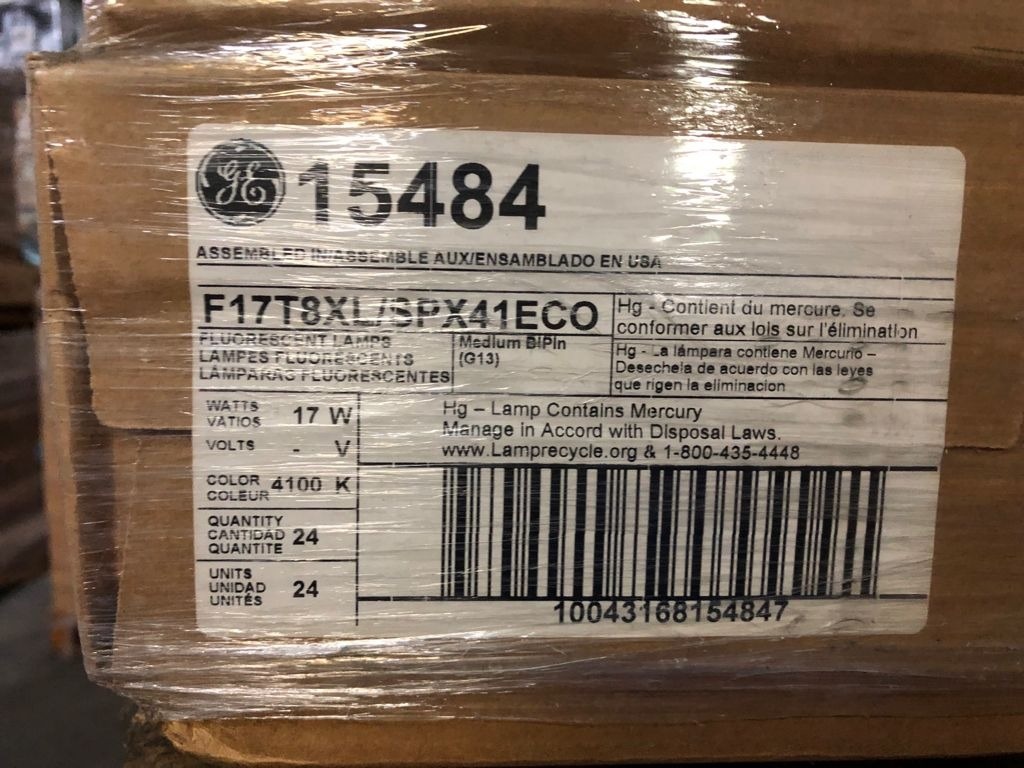 GE 15484
ASSEMBLED IN/ASSEMBLE AUX/ENSAMBLADO EN USA
F17T8XL/SPX41ECO
FLUORESCENT LAMPS
LAMPES FLUORESCENTS
LAMPARAS FLUORESCENTES
Medium BiPin
(G13)
Hg - Contient du mercure. Se
conformer aux lois sur l'élimination
Hg - La lámpara contiene Mercurio –
Desechela de acuerdo con las leyes
que rigen la eliminacion
WATTS
VATIOS 17 W
VOLTS - V
COLOR
COLEUR 4100 K
QUANTITY
CANTIDAD 24
QUANTITE
UNITS
UNIDAD 24
UNITÉS
Hg – Lamp Contains Mercury
Manage in Accord with Disposal Laws.
www.Lamprecycle.org & 1-800-435-4448
10043168154847